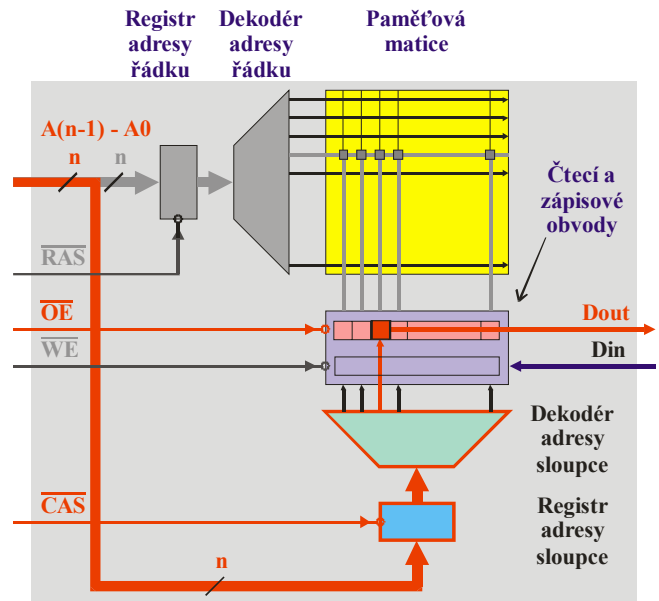 Registr
adresy
řádku
Dekodér
adresy
řádku
Paměťová
matice
A(n-1) - A0
n
n
Čtecí a
zápisové
obvody
RAS
OE
Dout
WE
Din
Dekodér
adresy
sloupce
CAS
Registr
adresy
sloupce
n